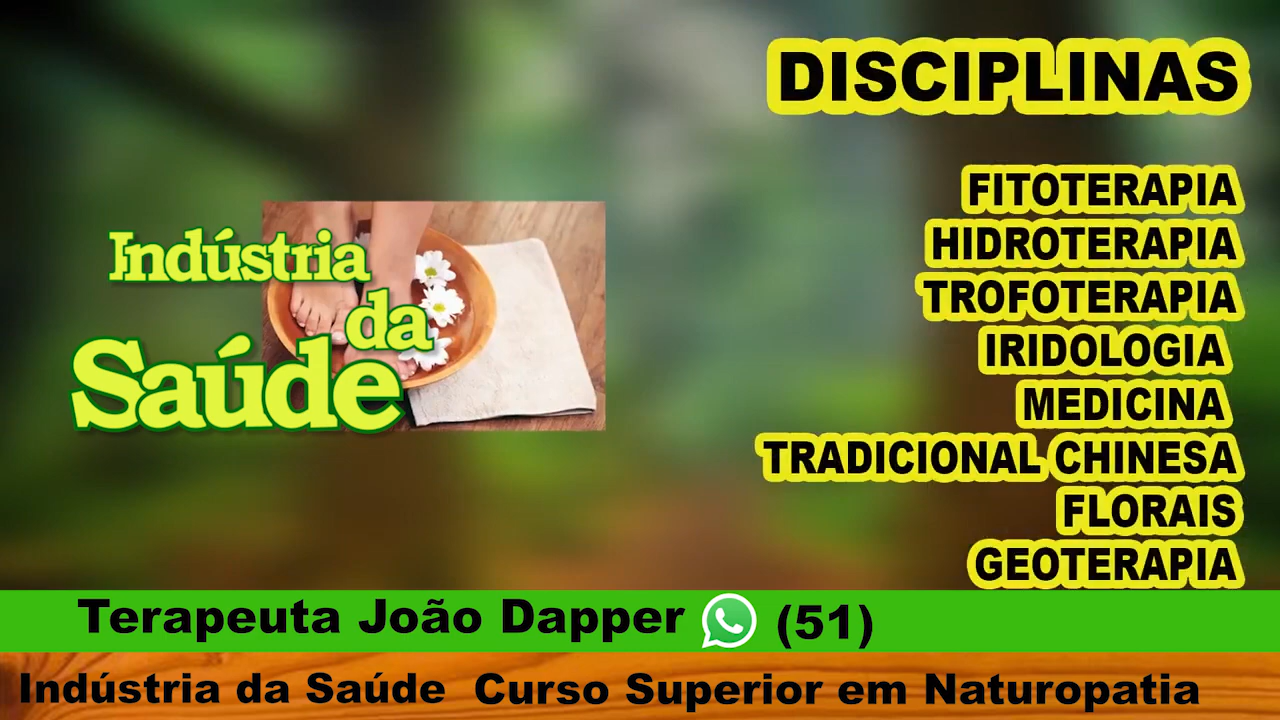 DISCIPLINAS
FITOTERAPIA
HIDROTERAPIA
TROFOTERAPIA
IRIDOLOGIA
MEDICINA
TRADICIONAL CHINESA
FLORAIS
GEOTERAPIA
Indústria
da
Saúde
Terapeuta João Dapper (51)
Indústria da Saúde Curso Superior em Naturopatia